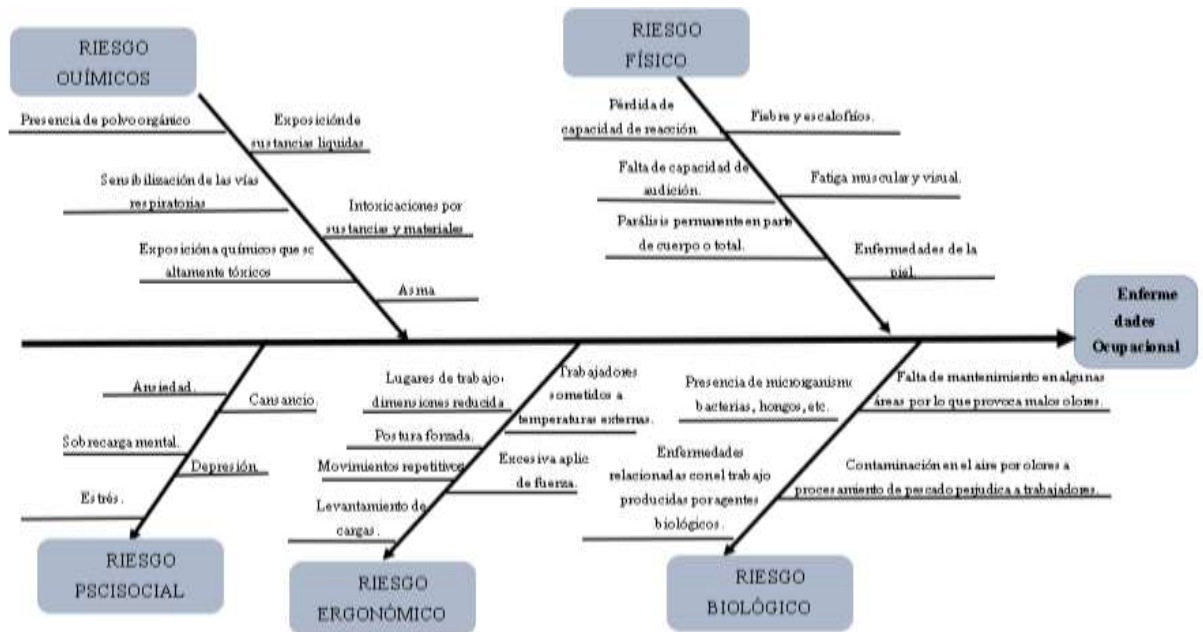 RIESGO
QUÍMICOS
Presencia de polvo orgánico
Exposición de
sustancias liquidas
Sensibilización de las vías
respiratorias
Intoxicaciones por
sustancias y materiales
Exposición a químicos que so
altamente tóxicos
Asma
RIESGO
FÍSICO
Pérdida de
capacidad de reacción.
Fiebre y escalofríos.
Falta de capacidad de
audición.
Fatiga muscular y visual.
Parálisis permanente en parte
de cuerpo o total.
Enfermedades de la
piel.
Enferme
dades
Ocupacional
Ansiedad.
Cansancio.
Sobrecarga mental.
Depresión
Estrés.
RIESGO
PSCISOCIAL
Lugares de trabajo
dimensiones reducida
Trabajadores
sometidos a
temperaturas externas.
Postura forzada.
Movimientos repetitivos
Excesiva aplic
de fuerza.
Levantamiento de
cargas.
RIESGO
ERGONÓMICO
Presencia de microrganismo
bacterias, hongos, etc.
Falta de mantenimiento en algunas
áreas por lo que provoca malos olores.
Enfermedades
relacionadas con el trabajo
producidas por agentes
biológicos.
Contaminación en el aire por olores a
procesamiento de pescado perjudica a trabajadores.
RIESGO
BIOLÓGICO